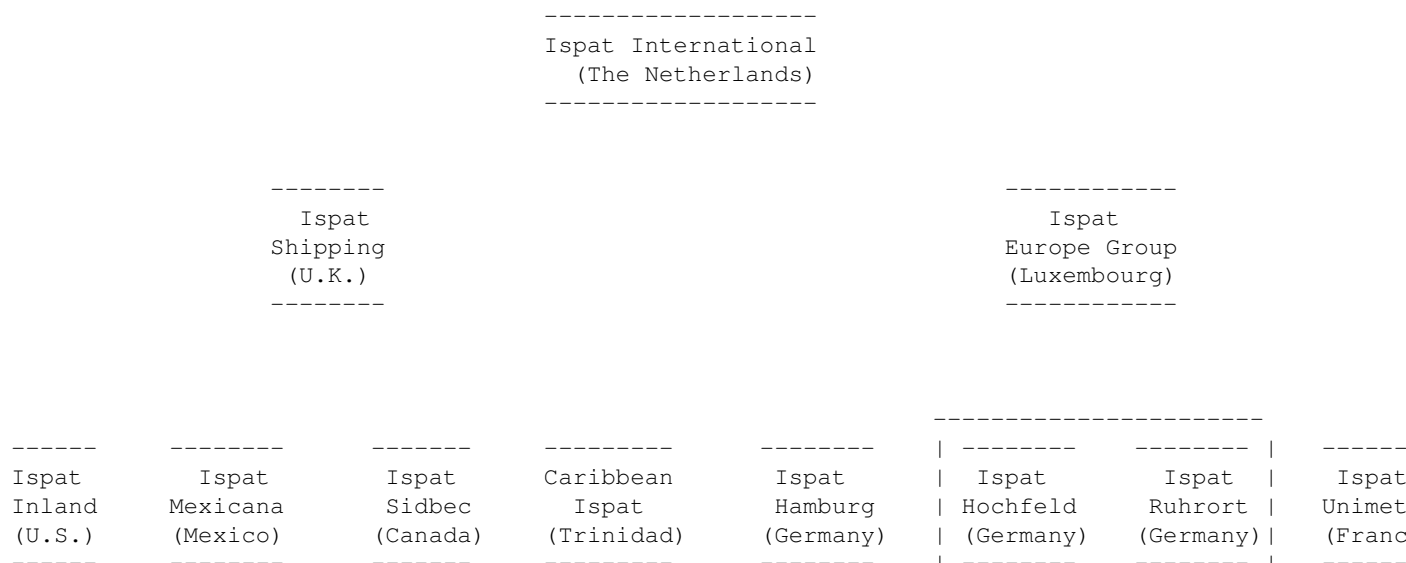 Ispat International
(The Netherlands)
Ispat
Shipping
(U.K.)
Ispat
Europe Group
(Luxembourg)
Ispat Ispat Ispat Caribbean Ispat | Ispat Ispat | Ispat
Inland Mexicana Sidbec Ispat Hamburg | Hochfeld Ruhrort | Unimet
(U.S.) (Mexico) (Canada) (Trinidad) (Germany) | (Germany) (Germany)| (Franc